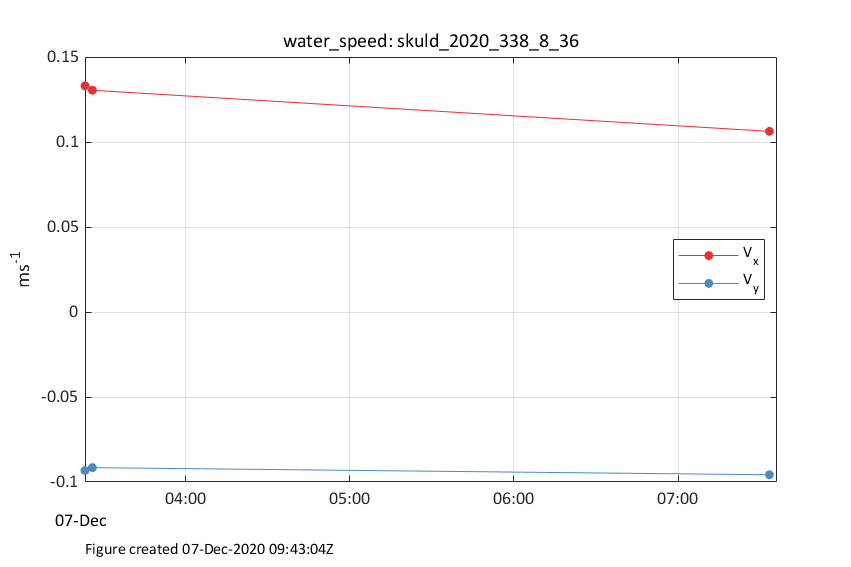 water_speed: skuld_2020_338_8_36
0.15
0.1
0.05
0
-0.05
-0.1
ms-1
Vx
Vy
04:00 05:00 06:00 07:00
07-Dec
Figure created 07-Dec-2020 09:43:04Z